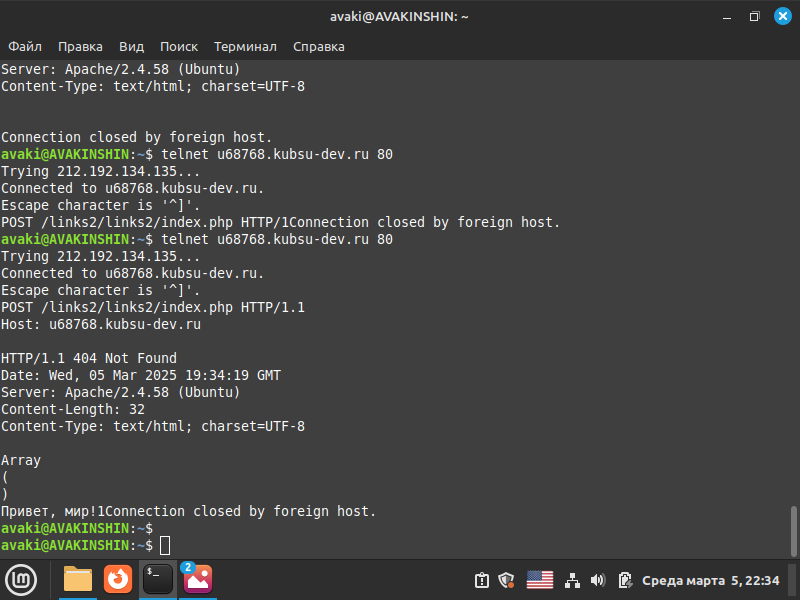 avaki@AVAKINSHIN: ~
Файл Правка Вид Поиск Терминал Справка
Server: Apache/2.4.58 (Ubuntu)
Content-Type: text/html; charset=UTF-8
Connection closed by foreign host.
avaki@AVAKINSHIN:~$ telnet u68768.kubsu-dev.ru 80
Trying 212.192.134.135...
Connected to u68768.kubsu-dev.ru.
Escape character is '^]'.
POST /links2/links2/index.php HTTP/1Connection closed by foreign host.
avaki@AVAKINSHIN:~$ telnet u68768.kubsu-dev.ru 80
Trying 212.192.134.135...
Connected to u68768.kubsu-dev.ru.
Escape character is '^]'.
POST /links2/links2/index.php HTTP/1.1
Host: u68768.kubsu-dev.ru
HTTP/1.1 404 Not Found
Date: Wed, 05 Mar 2025 19:34:19 GMT
Server: Apache/2.4.58 (Ubuntu)
Content-Length: 32
Content-Type: text/html; charset=UTF-8
Array
(
)
Привет, мир!1Connection closed by foreign host.
avaki@AVAKINSHIN:~$
avaki@AVAKINSHIN:~$
$_ 2 Среда марта 5, 22:34